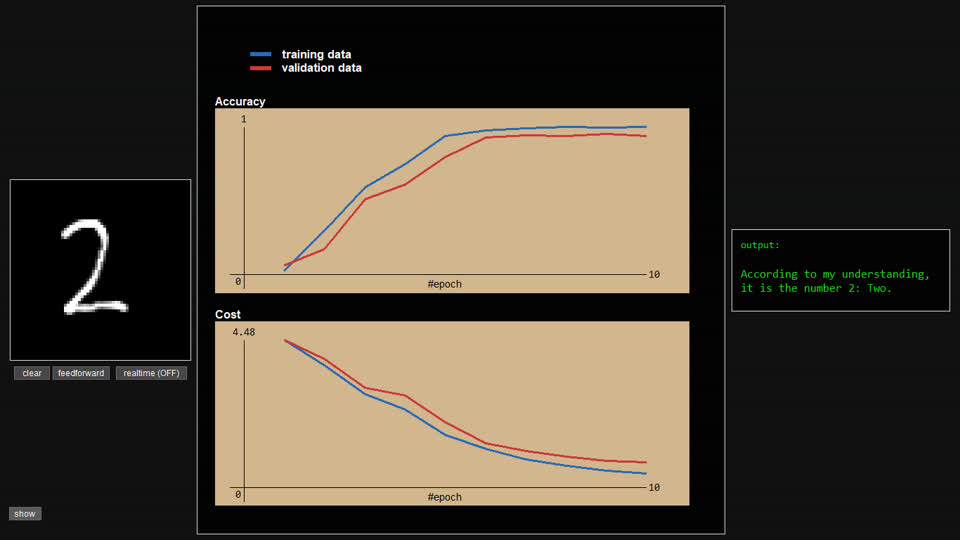 training data
validation data
Accuracy
1
0
#epoch
10
Cost
4.48
0
#epoch
10
2
clear
feedforward
realtime (OFF)
show
output:
According to my understanding,
it is the number 2: Two.